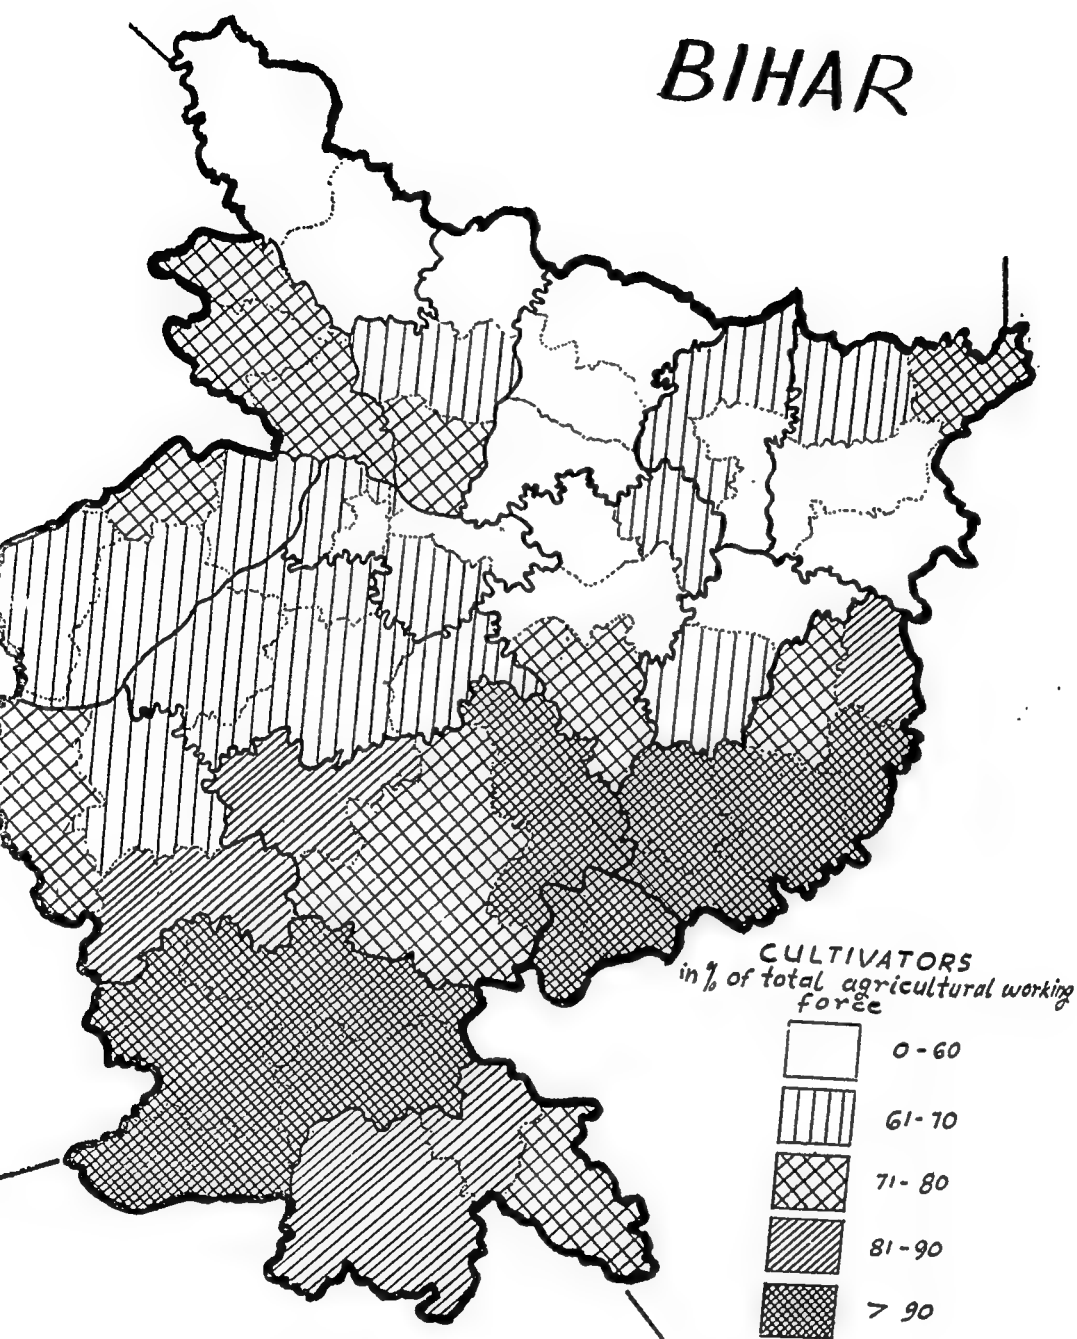 BIHAR
CULTIVATORS
in % of total agricultural working
force
0-60
61-70
71-80
81-90
> 90